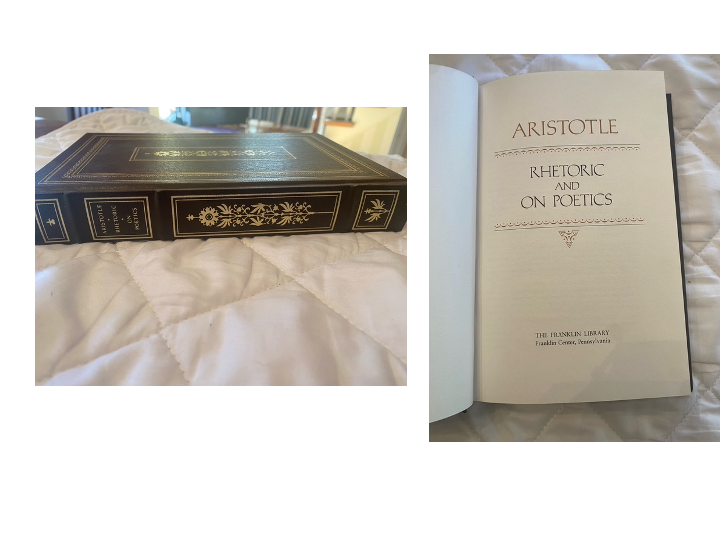 ARISTOTLE
RHETORIC
ON
POETICS
ARISTOTLE
RHETORIC
AND
ON POETICS
THE FRANKLIN LIBRARY
Franklin Center, Pennsylvania